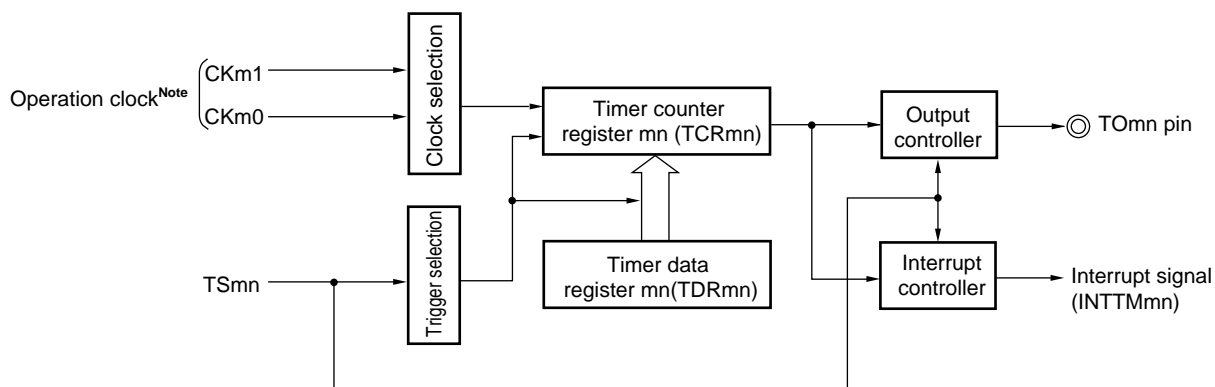 Operation clock Note
CKm1
CKm0
Clock selection
Timer counter
register mn (TCRmn)
Output
controller
TOmn pin
TSmn
Trigger selection
Timer data
register mn(TDRmn)
Interrupt
controller
Interrupt signal
(INTTMmn)